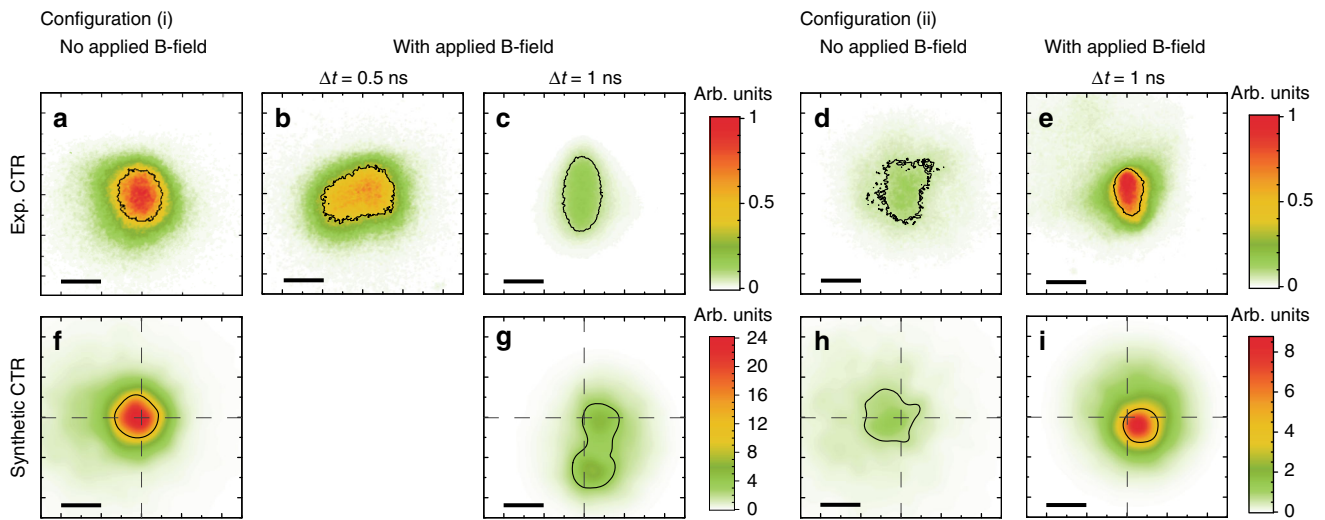 Configuration (i)
No applied B-field
With applied B-field
Δt = 0.5 ns
Δt = 1 ns
Configuration (ii)
No applied B-field
With applied B-field
Δt = 1 ns
Exp. CTR
a
b
c
Arb. units
1
0.5
0
d
e
Arb. units
1
0.5
0
Synthetic CTR
f
g
Arb. units
24
20
16
12
8
4
0
h
i
Arb. units
8
6
4
2
0